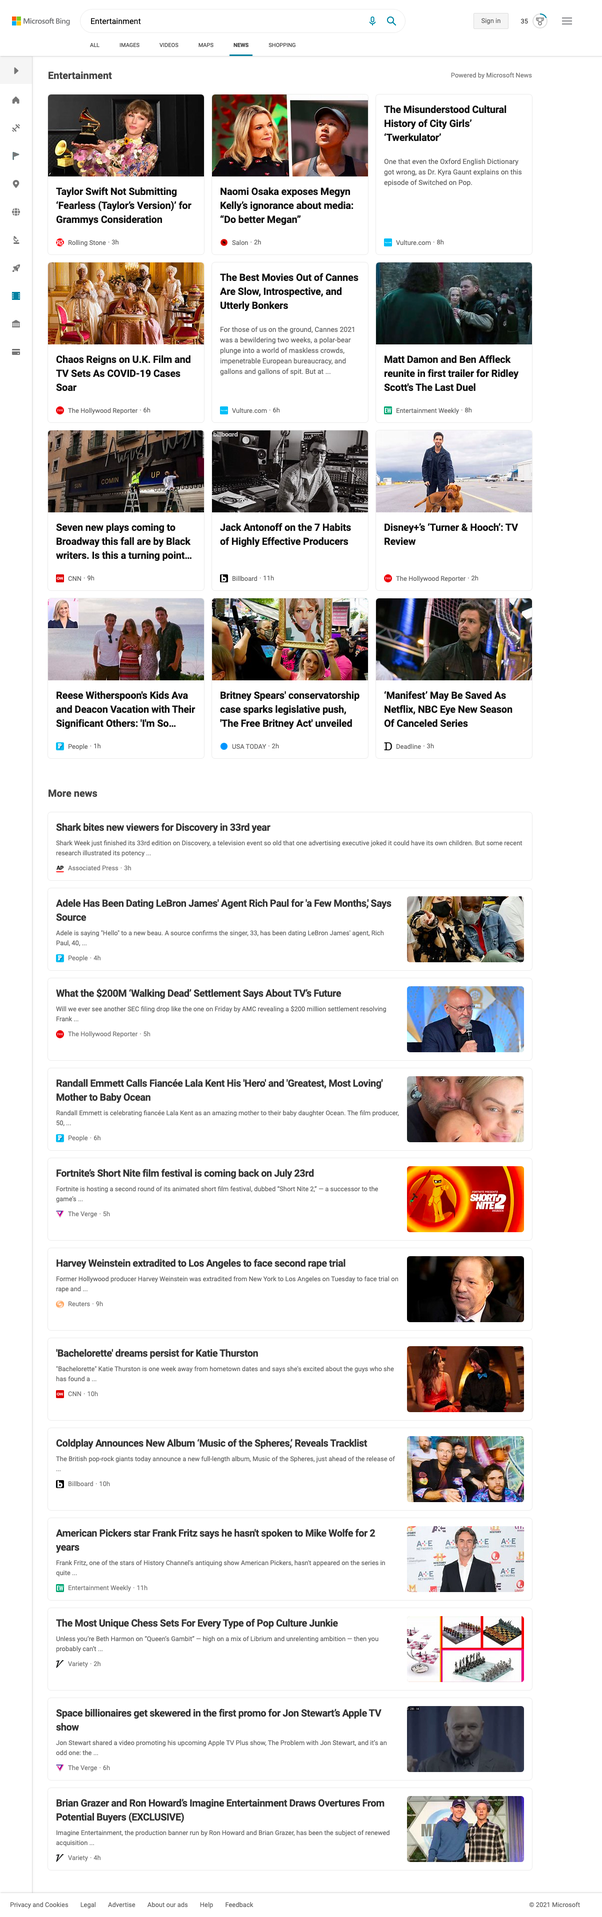 Microsoft Bing
Entertainment
Sign in
35
ALL
IMAGES
VIDEOS
MAPS
NEWS
SHOPPING
Entertainment
Powered by Microsoft News
Taylor Swift Not Submitting
‘Fearless (Taylor’s Version)’ for
Grammys Consideration
Rolling Stone · 3h
Naomi Osaka exposes Megyn
Kelly’s ignorance about media:
“Do better Megan”
Salon · 2h
The Misunderstood Cultural
History of City Girls’
‘Twerkulator’
One that even the Oxford English Dictionary
got wrong, as Dr. Kyra Gaunt explains on this
episode of Switched on Pop.
Vulture.com · 8h
Chaos Reigns on U.K. Film and
TV Sets As COVID-19 Cases
Soar
The Hollywood Reporter · 6h
The Best Movies Out of Cannes
Are Slow, Introspective, and
Utterly Bonkers
For those of us on the ground, Cannes 2021
was a bewildering two weeks, a polar-bear
plunge into a world of maskless crowds,
impenetrable European bureaucracy, and
gallons and gallons of spit. But at ...
Vulture.com · 6h
Matt Damon and Ben Affleck
reunite in first trailer for Ridley
Scott's The Last Duel
Entertainment Weekly · 8h
August Wilson
COMIN
UP
Seven new plays coming to
Broadway this fall are by Black
writers. Is this a turning point...
CNN · 9h
billboard
Jack Antonoff on the 7 Habits
of Highly Effective Producers
Billboard · 11h
Disney+’s ‘Turner & Hooch’: TV
Review
The Hollywood Reporter · 2h
Reese Witherspoon's Kids Ava
and Deacon Vacation with Their
Significant Others: 'I'm So...
People · 1h
Britney Spears' conservatorship
case sparks legislative push,
'The Free Britney Act' unveiled
USA TODAY · 2h
‘Manifest’ May Be Saved As
Netflix, NBC Eye New Season
Of Canceled Series
Deadline · 3h
More news
Shark bites new viewers for Discovery in 33rd year
Shark Week just finished its 33rd edition on Discovery, a television event so old that one advertising executive joked it could have its own children. But some recent
research illustrated its potency ...
AP
Associated Press · 3h
Adele Has Been Dating LeBron James' Agent Rich Paul for 'a Few Months,' Says
Source
Adele is saying "Hello" to a new beau. A source confirms the singer, 33, has been dating LeBron James' agent, Rich
Paul, 40, ...
People · 4h
What the $200M ‘Walking Dead’ Settlement Says About TV’s Future
Will we ever see another SEC filing drop like the one on Friday by AMC revealing a $200 million settlement resolving
Frank ...
The Hollywood Reporter · 5h
Randall Emmett Calls Fiancée Lala Kent His 'Hero' and 'Greatest, Most Loving'
Mother to Baby Ocean
Randall Emmett is celebrating fiancée Lala Kent as an amazing mother to their baby daughter Ocean. The film producer,
50, ...
People · 6h
Fortnite’s Short Nite film festival is coming back on July 23rd
Fortnite is hosting a second round of its animated short film festival, dubbed “Short Nite 2,” — a successor to the
game’s ...
The Verge · 5h
SHORT
NITE 2
Harvey Weinstein extradited to Los Angeles to face second rape trial
Former Hollywood producer Harvey Weinstein was extradited from New York to Los Angeles on Tuesday to face trial on
rape and ...
Reuters · 9h
'Bachelorette' dreams persist for Katie Thurston
"Bachelorette" Katie Thurston is one week away from hometown dates and says she's excited about the guys who she
has found a ...
CNN · 10h
Coldplay Announces New Album ‘Music of the Spheres,’ Reveals Tracklist
The British pop-rock giants today announce a new full-length album, Music of the Spheres, just ahead of the release of
...
Billboard · 10h
American Pickers star Frank Fritz says he hasn't spoken to Mike Wolfe for 2
years
Frank Fritz, one of the stars of History Channel's antiquing show American Pickers, hasn't appeared on the series in
quite ...
Entertainment Weekly · 11h
A+E
NETWORKS
The Most Unique Chess Sets For Every Type of Pop Culture Junkie
Unless you’re Beth Harmon on “Queen’s Gambit” — high on a mix of Librium and unrelenting ambition — then you
probably can’t ...
Variety · 2h
Space billionaires get skewered in the first promo for Jon Stewart’s Apple TV
show
Jon Stewart shared a video promoting his upcoming Apple TV Plus show, The Problem with Jon Stewart, and it’s an
odd one: the ...
The Verge · 6h
Brian Grazer and Ron Howard’s Imagine Entertainment Draws Overtures From
Potential Buyers (EXCLUSIVE)
Imagine Entertainment, the production banner run by Ron Howard and Brian Grazer, has been the subject of renewed
acquisition ...
Variety · 4h
Privacy and Cookies
Legal
Advertise
About our ads
Help
Feedback
© 2021 Microsoft